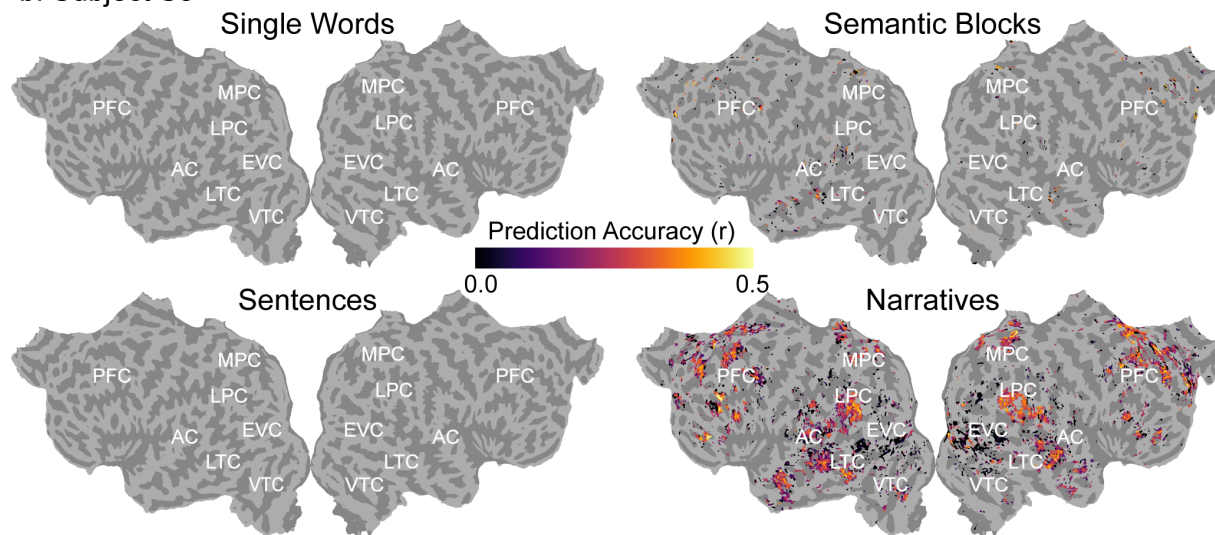 Single Words
Semantic Blocks
MPC
MPC
PFC
LPC
LPC
PFC
AC
EVC
EVC
AC
LTC
LTC
VTC
VTC
MPC
MPC
PFC
LPC
LPC
PFC
AC
EVC
EVC
AC
LTC
LTC
VTC
VTC
Prediction Accuracy (r)
0.0
0.5
Sentences
Narratives
MPC
MPC
PFC
LPC
LPC
PFC
AC
EVC
EVC
AC
LTC
LTC
VTC
VTC
MPC
MPC
PFC
LPC
LPC
PFC
AC
EVC
EVC
AC
LTC
LTC
VTC
VTC